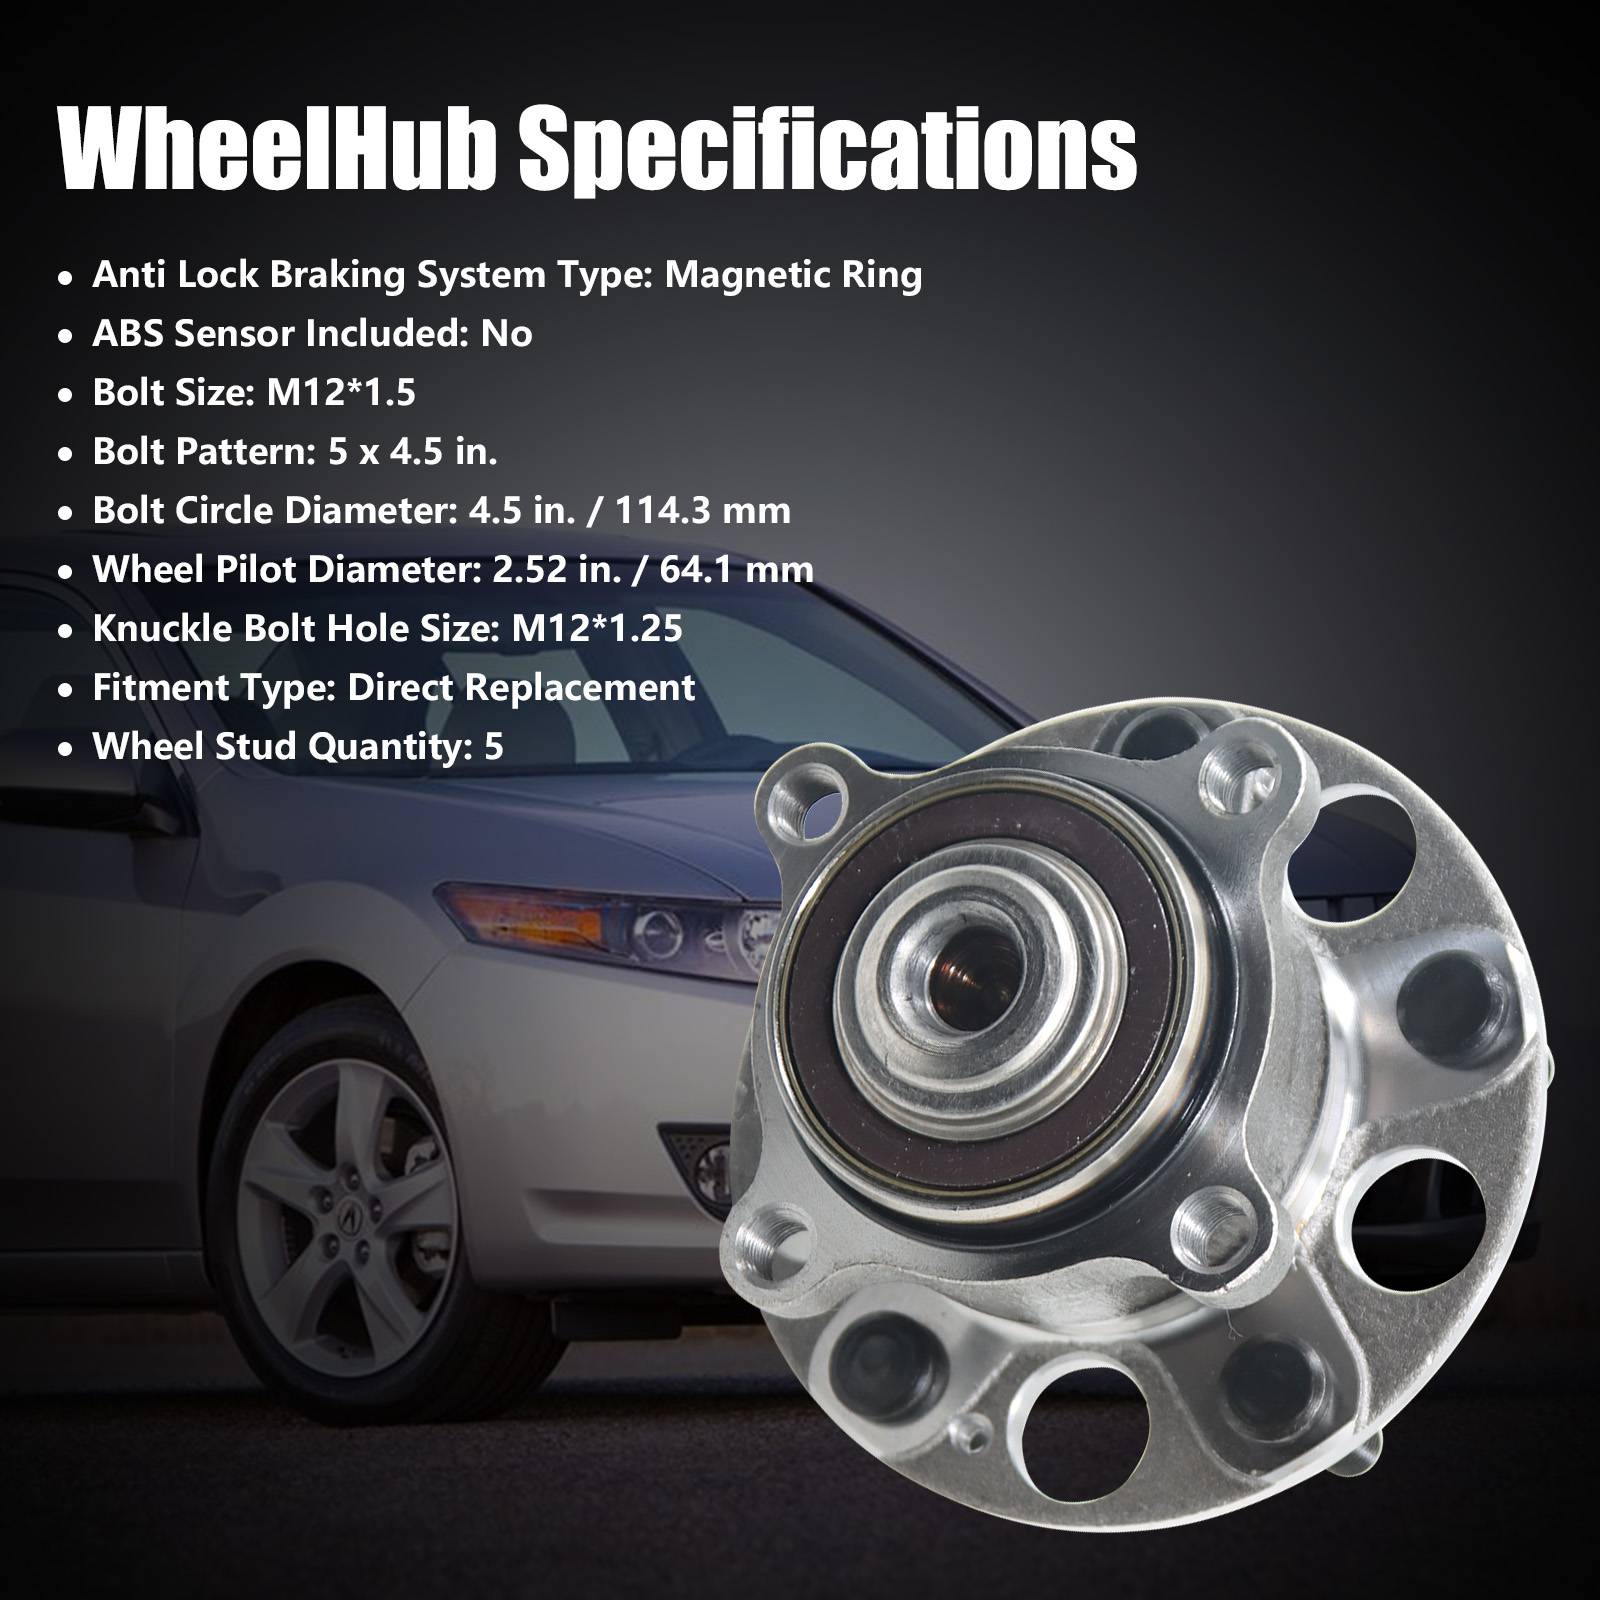 WheelHub Specifications
• Anti Lock Braking System Type: Magnetic Ring
• ABS Sensor Included: No
• Bolt Size: M12*1.5
• Bolt Pattern: 5 x 4.5 in.
• Bolt Circle Diameter: 4.5 in. / 114.3 mm
• Wheel Pilot Diameter: 2.52 in. / 64.1 mm
• Knuckle Bolt Hole Size: M12*1.25
• Fitment Type: Direct Replacement
• Wheel Stud Quantity: 5